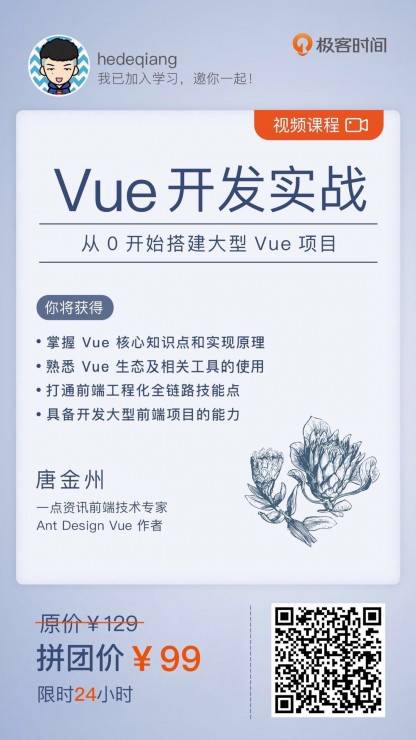 hedeqiang
我已加入学习，邀你一起！
极客时间
视频课程
Vue 开发实战
从 0 开始搭建大型 Vue 项目
你将获得
• 掌握 Vue 核心知识点和实现原理
• 熟悉 Vue 生态及相关工具的使用
• 打通前端工程化全链路技能点
• 具备开发大型前端项目的能力
唐金州
一点资讯前端技术专家
Ant Design Vue 作者
原价 ¥129
拼团价 ¥99
限时24小时